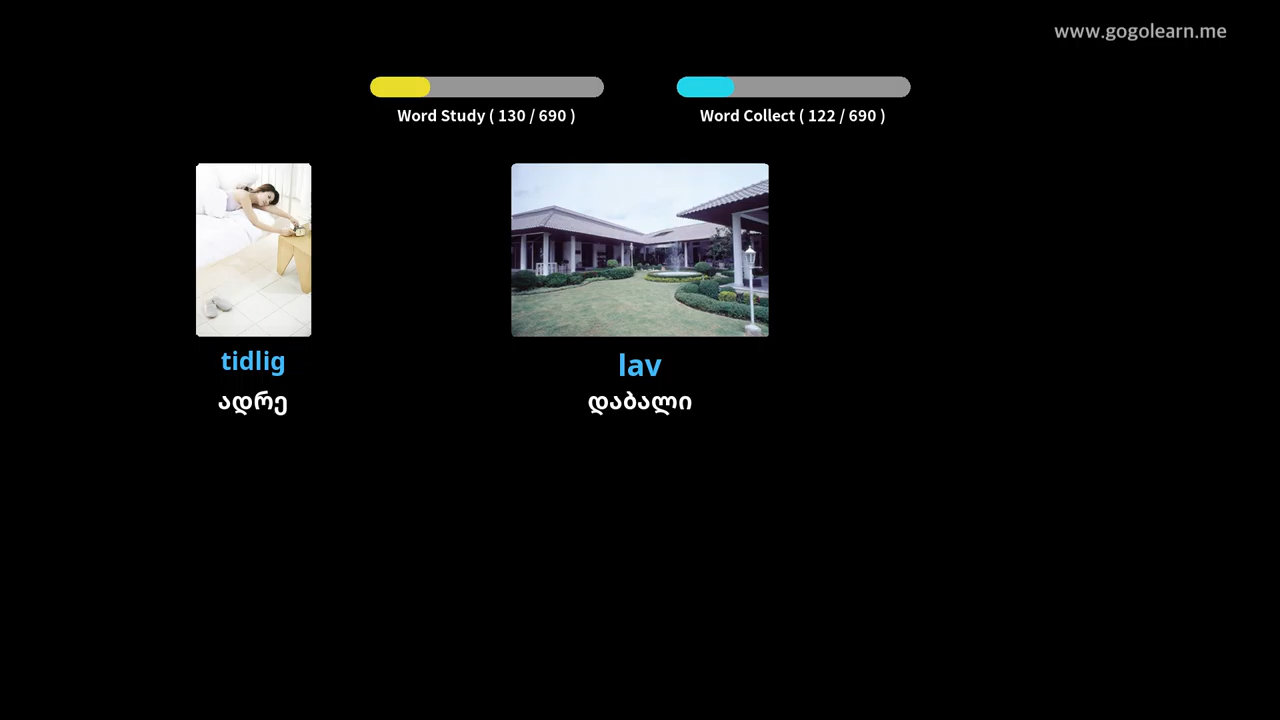 www.gogolearn.me
Word Study ( 130 / 690 )
Word Collect ( 122 / 690 )
tidlig
lav
ადრე
დაბალი